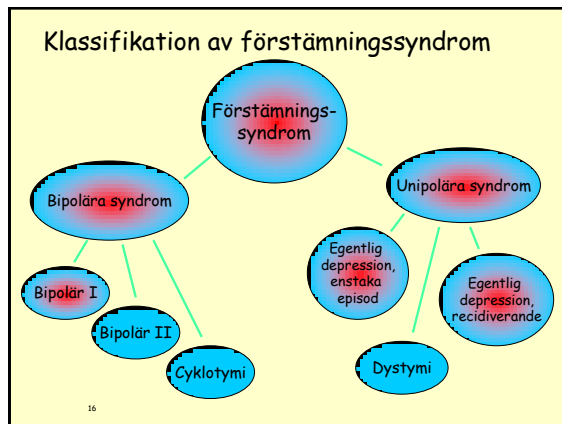 Klassifikation av förstämningssyndrom
Förstämnings-
syndrom
Bipolära syndrom
Unipolära syndrom
Bipolär I
Bipolär II
Cyklotymi
Egentlig
depression,
enstaka
episod
Dystymi
Egentlig
depression,
recidiverande
16